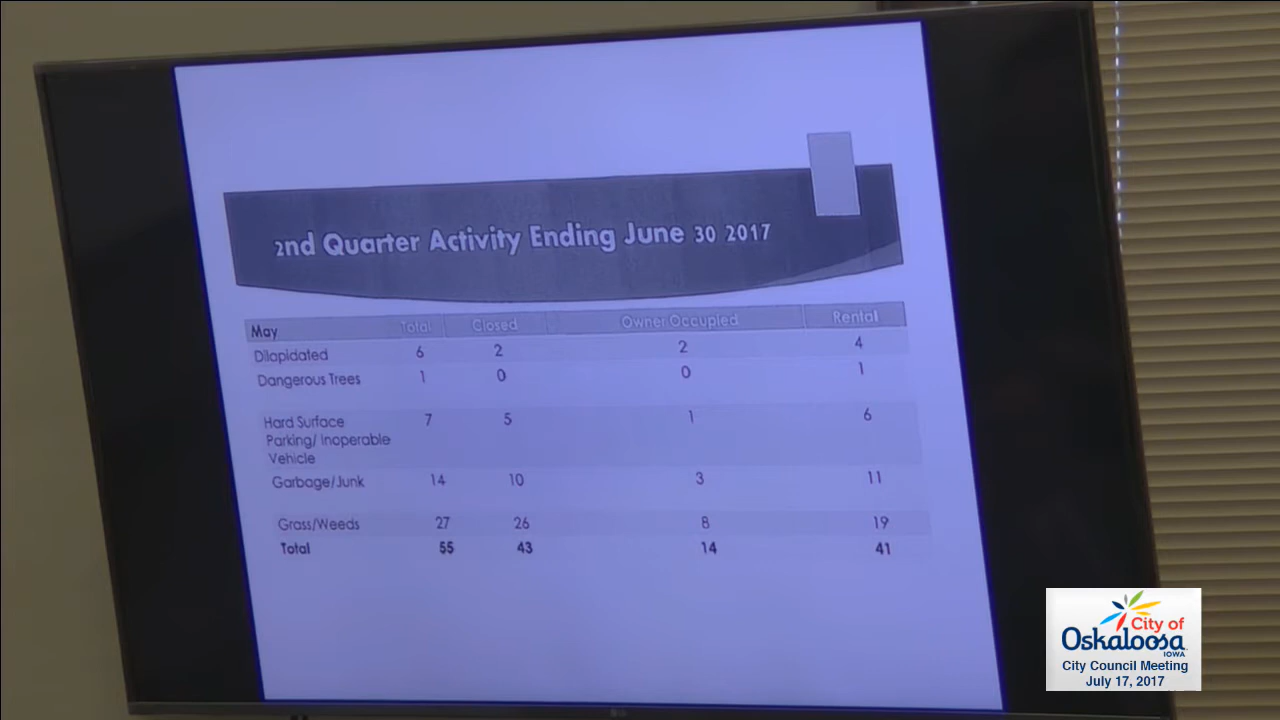 2nd Quarter Activity Ending June 30 2017
May Total Closed Owner Occupied Rental
Dilapidated 6 2 2 4
Dangerous Trees 1 0 0 1
Hard Surface 7 5 1 6
Parking/ Inoperable
Vehicle
Garbage/Junk 14 10 3 11
Grass/Weeds 27 26 8 19
Total 55 43 14 41
City of
Oskaloosa
IOWA
City Council Meeting
July 17, 2017